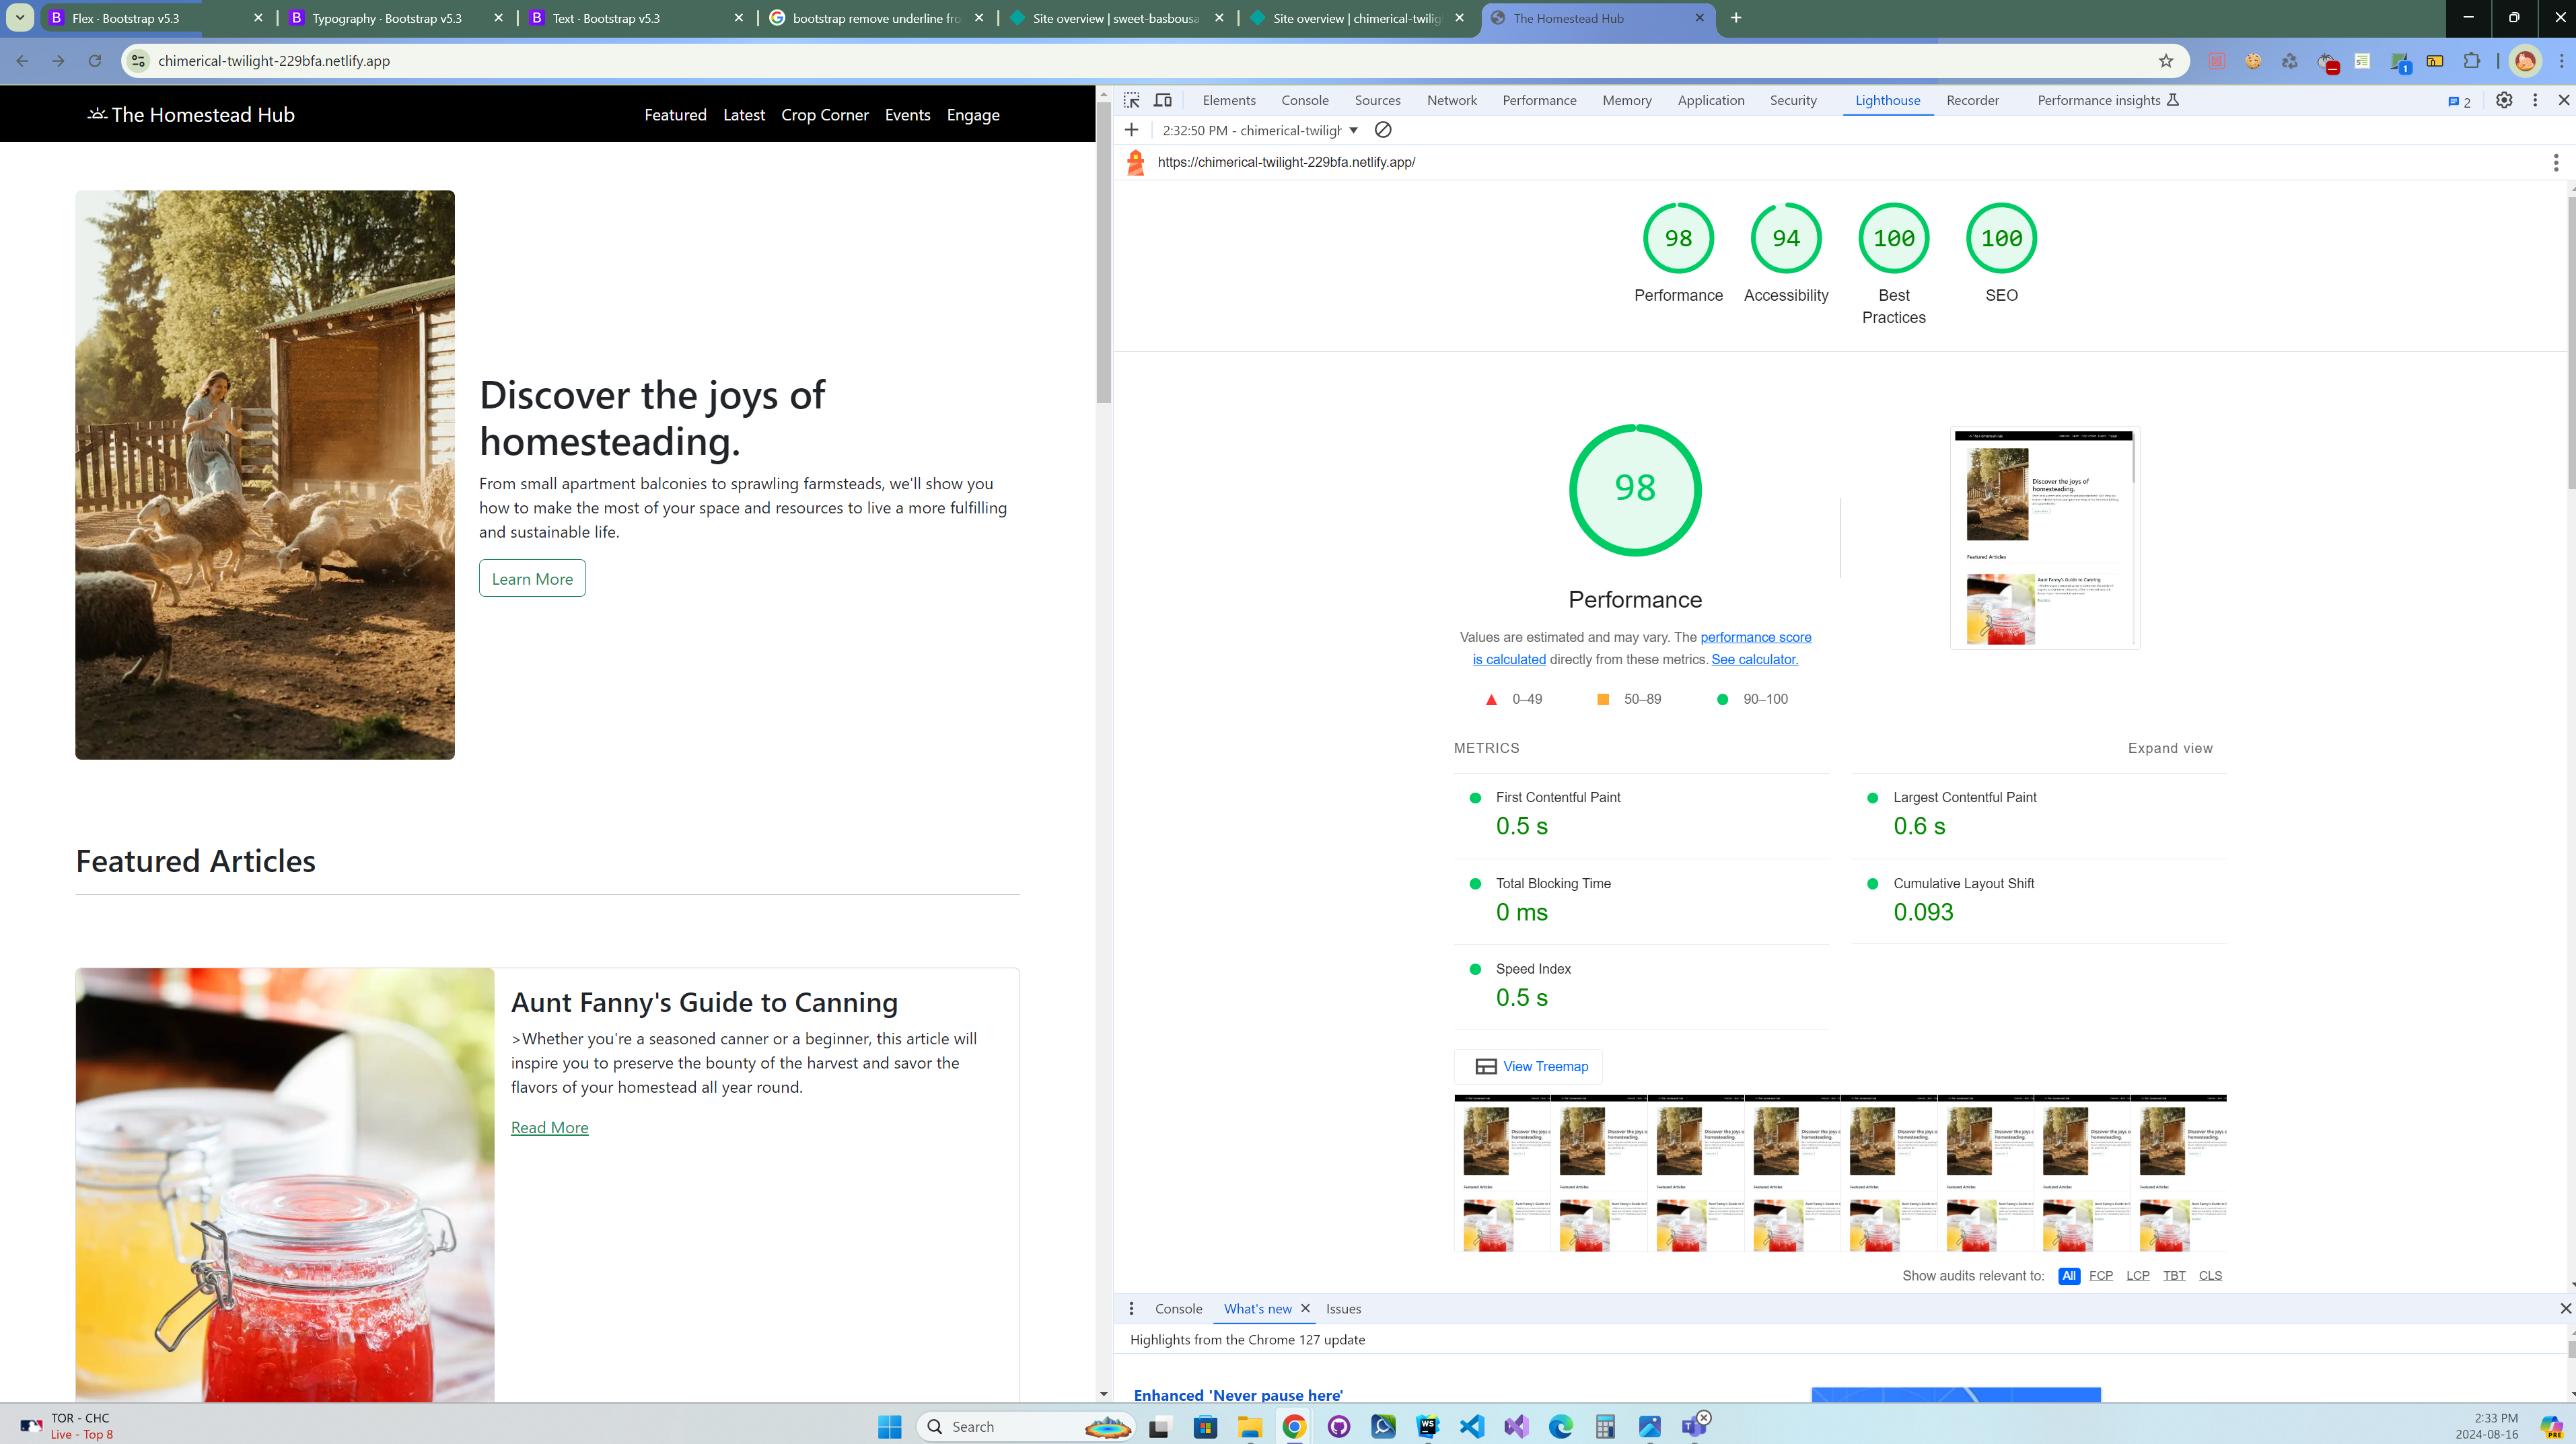 Flex · Bootstrap v5.3
Typography · Bootstrap v5.3
Text · Bootstrap v5.3
bootstrap remove underline fro
Site overview | sweet-basbousa
Site overview | chimerical-twilig
The Homestead Hub
chimerical-twilight-229bfa.netlify.app
1
The Homestead Hub
Featured Latest Crop Corner Events Engage
Discover the joys of
homesteading.
From small apartment balconies to sprawling farmsteads, we'll show you
how to make the most of your space and resources to live a more fulfilling
and sustainable life.
Learn More
Featured Articles
Aunt Fanny's Guide to Canning
>Whether you're a seasoned canner or a beginner, this article will
inspire you to preserve the bounty of the harvest and savor the
flavors of your homestead all year round.
Read More
Elements Console Sources Network Performance Memory Application Security Lighthouse Recorder Performance insights 2
2:32:50 PM - chimerical-twiligh
https://chimerical-twilight-229bfa.netlify.app/
98 94 100 100
Performance Accessibility Best SEO
Practices
98
Performance
Values are estimated and may vary. The performance score
is calculated directly from these metrics. See calculator.
0–49 50–89 90–100
METRICS Expand view
First Contentful Paint
0.5 s
Largest Contentful Paint
0.6 s
Total Blocking Time
0 ms
Cumulative Layout Shift
0.093
Speed Index
0.5 s
View Treemap
Show audits relevant to: All FCP LCP TBT CLS
Console What's new Issues
Highlights from the Chrome 127 update
Enhanced 'Never pause here'
TOR - CHC
Live - Top 8
Search
2:33 PM
2024-08-16
PRE